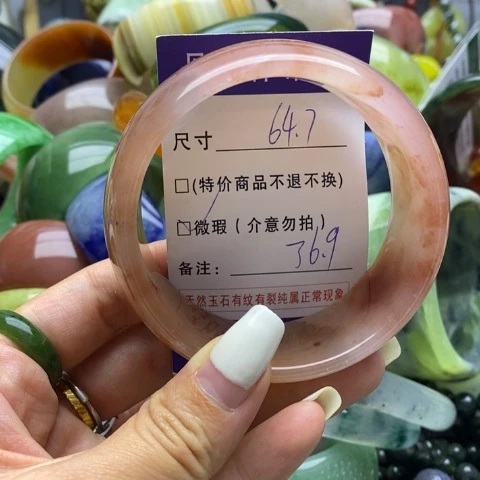 尺寸 64.7
□(特价商品不退不换)
☑微瑕(介意勿拍)
备注: 36.9
天然玉石有纹有裂纯属正常现象